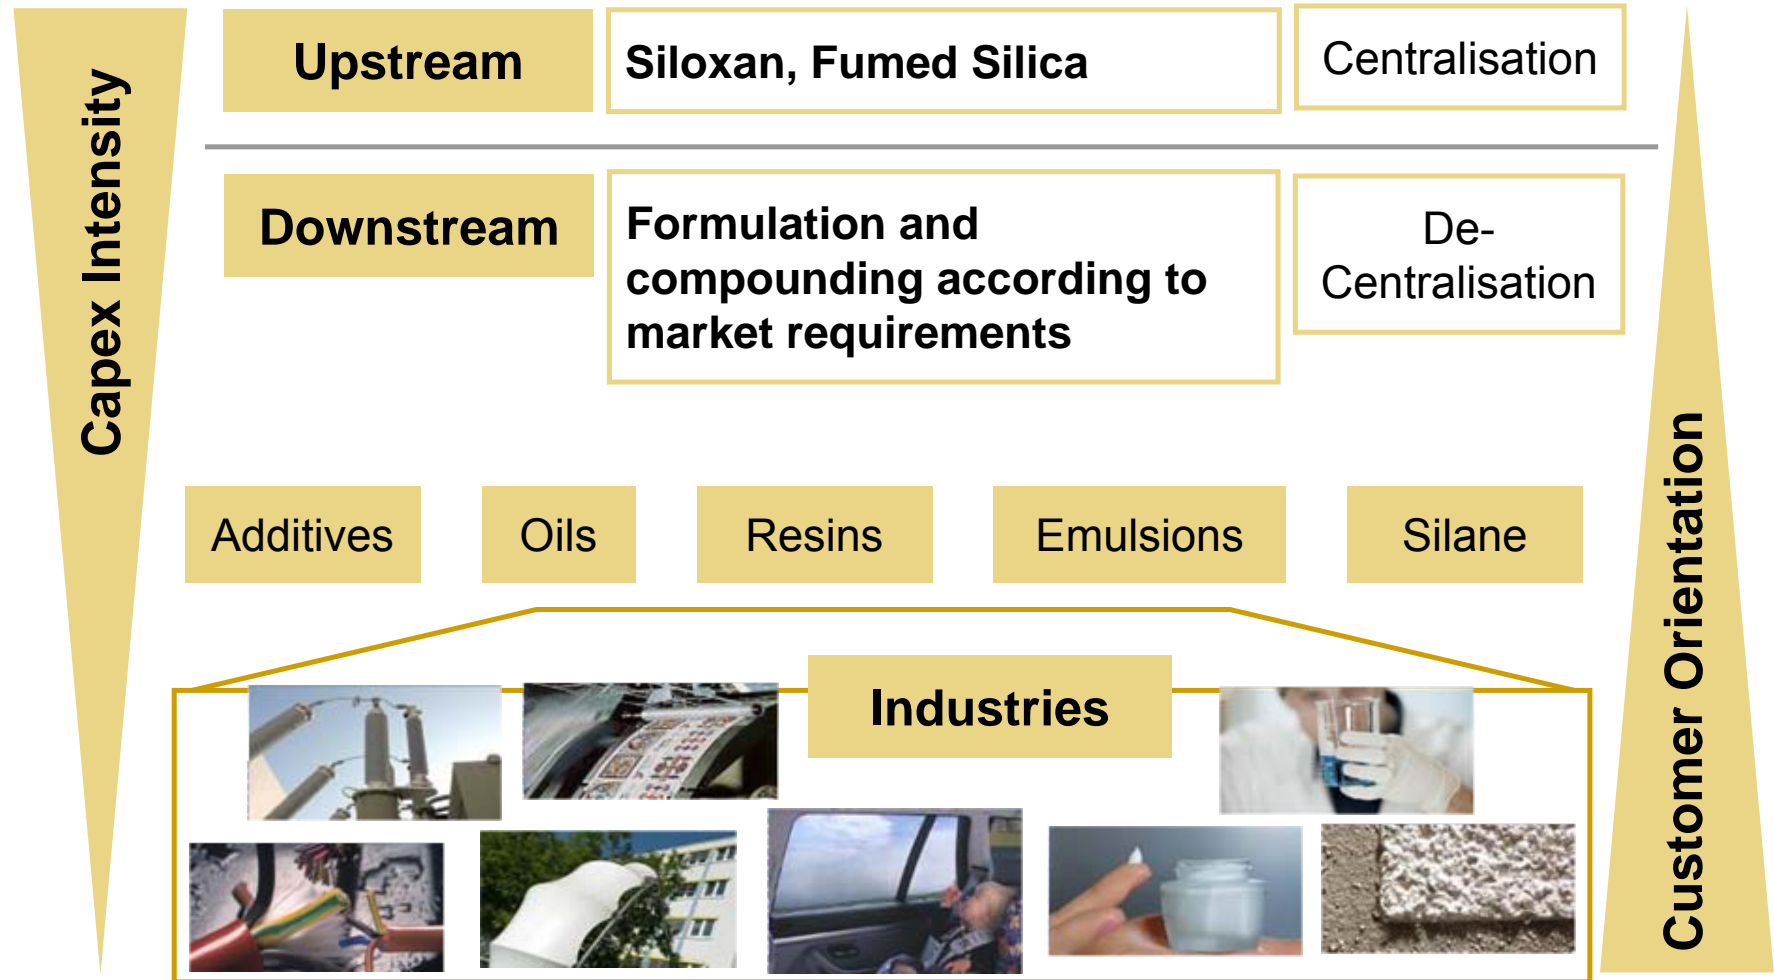 Capex Intensity
Upstream
Siloxan, Fumed Silica
Centralisation
Downstream
Formulation and
compounding according to
market requirements
De-
Centralisation
Additives
Oils
Resins
Emulsions
Silane
Industries
Customer Orientation